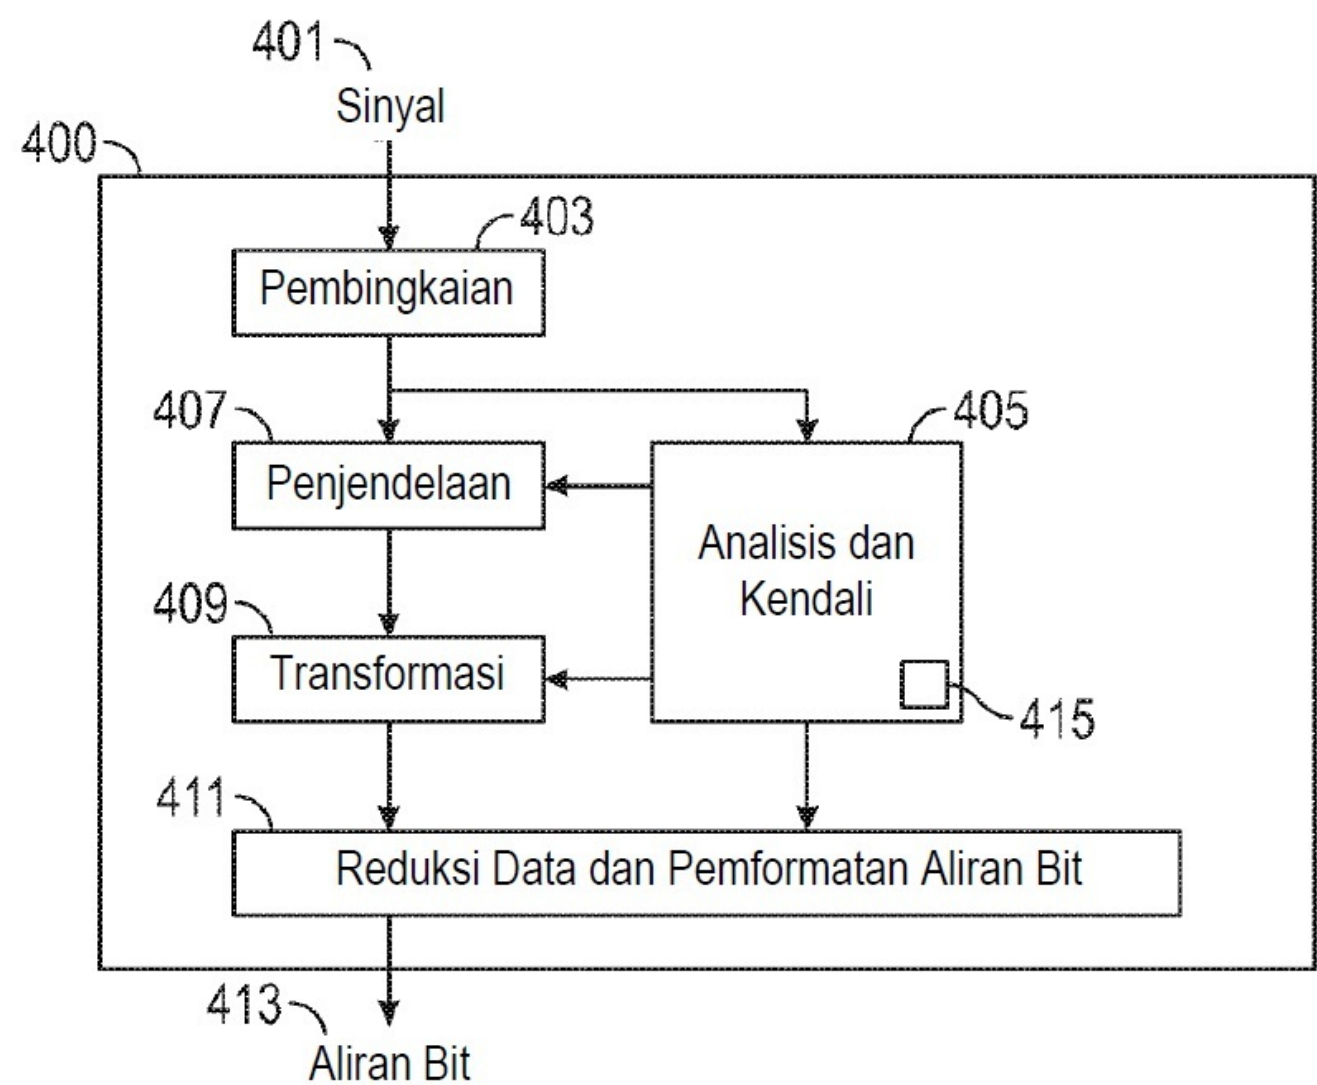 401
Sinyal
400
403
Pembingkaian
407
405
Penjendelaan
Analisis dan
Kendali
409
Transformasi
415
411
Reduksi Data dan Pemformatan Aliran Bit
413
Aliran Bit